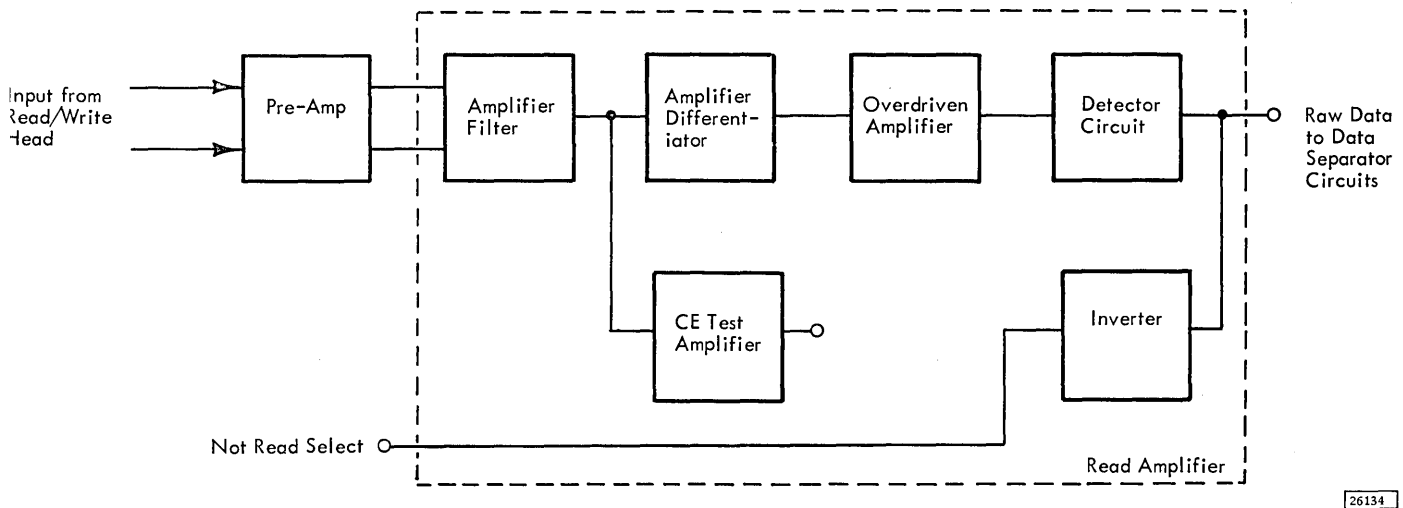 Input from
Read/Write
Head
Pre-Amp
Amplifier
Filter
Amplifier
Different-
iator
Overdriven
Amplifier
Detector
Circuit
Raw Data
to Data
Separator
Circuits
CE Test
Amplifier
Inverter
Not Read Select
Read Amplifier
26134